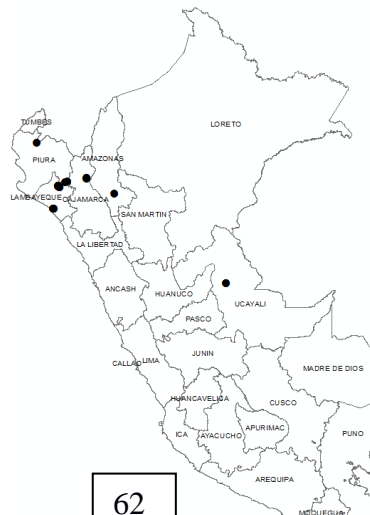 LORETO
TUMBES
PIURA
AMAZONAS
LAMBAYEQUE
CAJAMARCA
SAN MARTIN
LA LIBERTAD
ANCASH
HUANUCO
UCAYALI
PASCO
CALLAO
LIMA
JUNIN
MADRE DE DIOS
HUANCAVELICA
CUSCO
ICA
AYACUCHO
APURIMAC
PUNO
AREQUIPA
62
MOQUEGUA